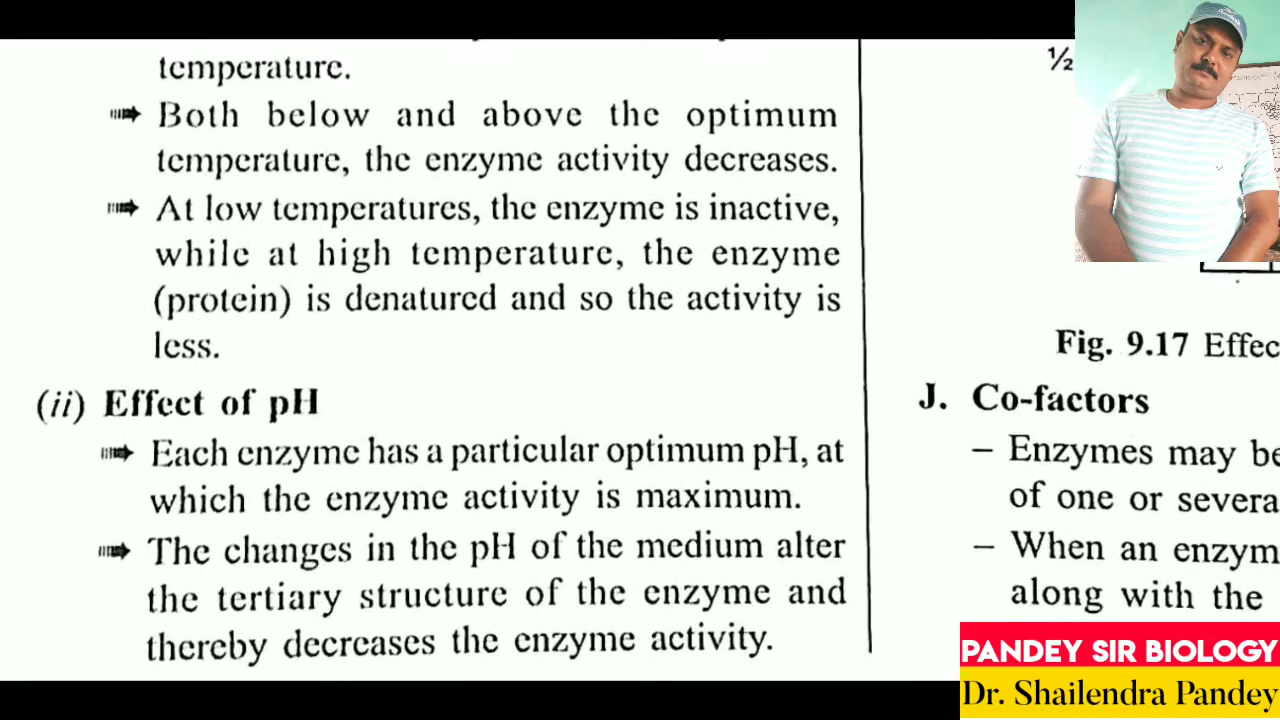 temperature.
Both below and above the optimum
temperature, the enzyme activity decreases.
At low temperatures, the enzyme is inactive,
while at high temperature, the enzyme
(protein) is denatured and so the activity is
less.
(ii) Effect of pH
Each enzyme has a particular optimum pH, at
which the enzyme activity is maximum.
The changes in the pH of the medium alter
the tertiary structure of the enzyme and
thereby decreases the enzyme activity.
½
Fig. 9.17 Effec
J. Co-factors
– Enzymes may be
of one or severa
– When an enzym
along with the
PANDEY SIR BIOLOGY
Dr. Shailendra Pandey